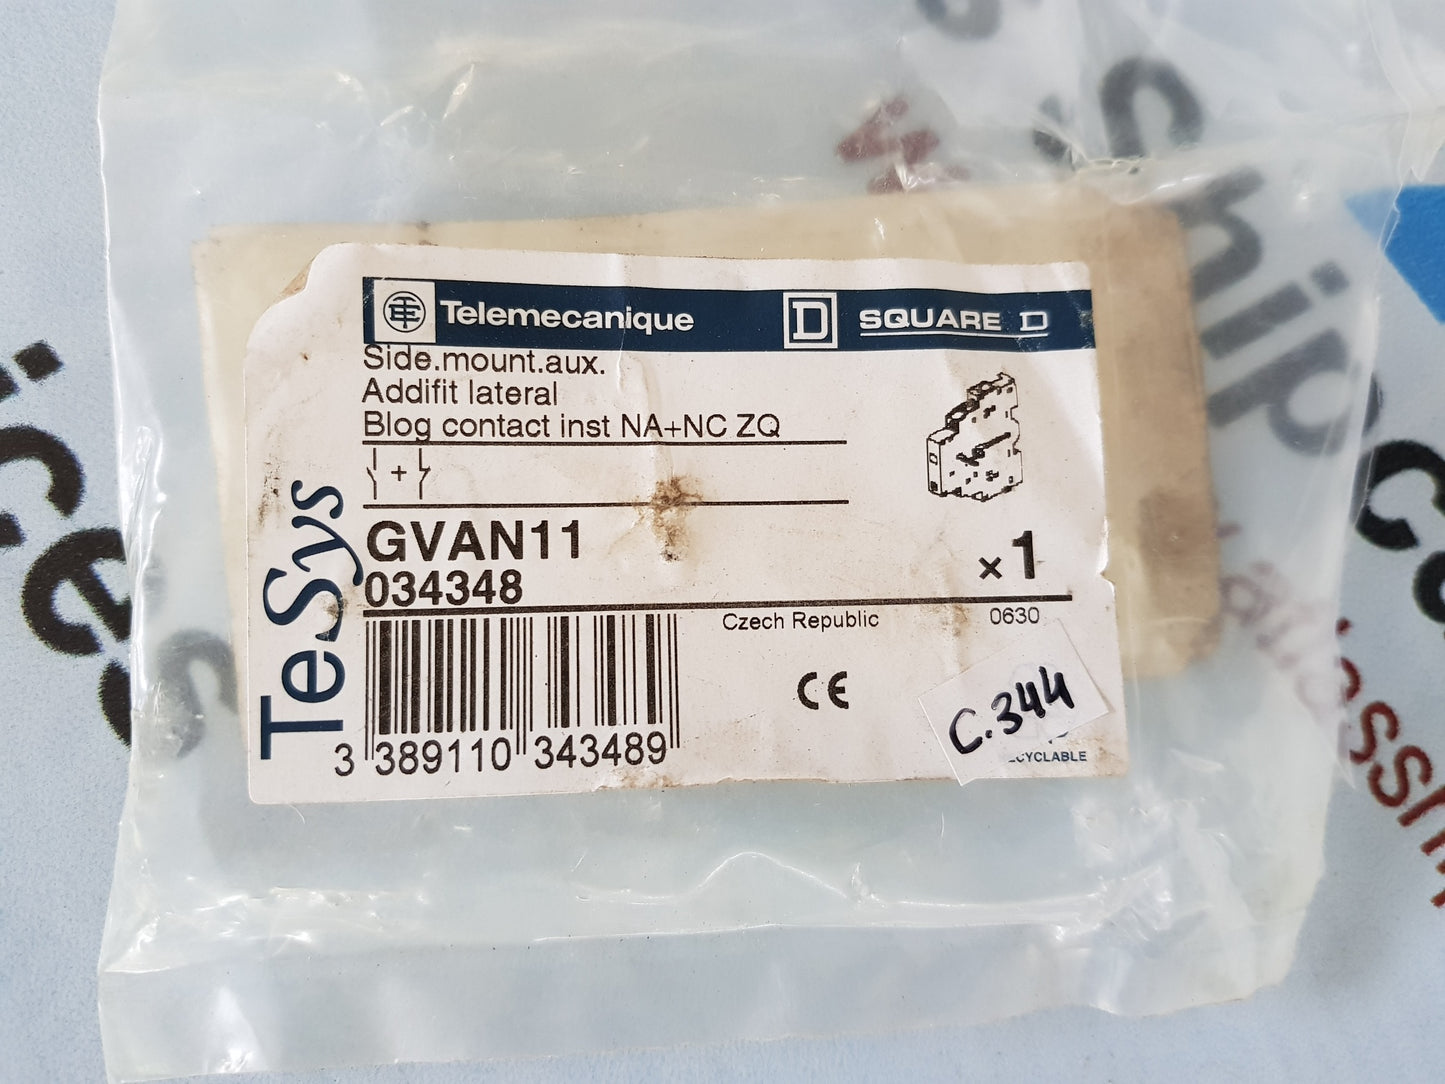 Telemecanique
D SQUARE D
Side.mount.aux.
Addifit lateral
Blog contact inst NA+NC ZQ
+
GVAN11
034348
×1
Czech Republic
0630
TeSys
CE
3 389110 343489
C.344
ECYCLABLE